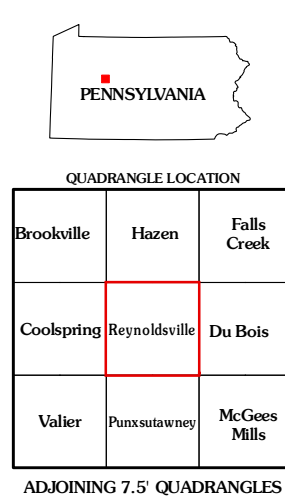 PENNSYLVANIA
QUADRANGLE LOCATION
Brookville Hazen Falls Creek
Coolspring Reynoldsville Du Bois
Valier Punxsutawney McGees Mills
ADJOINING 7.5' QUADRANGLES